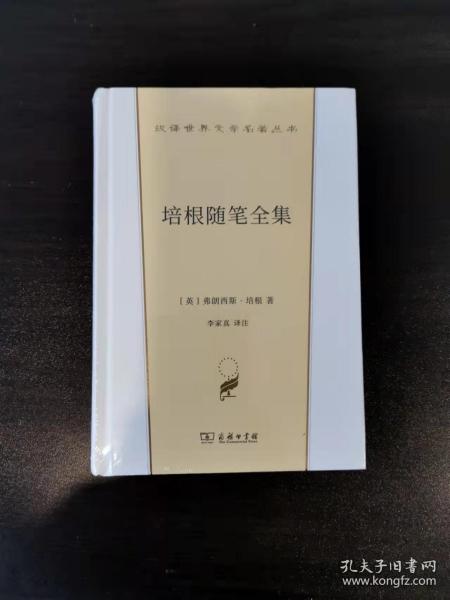 汉译世界文学名著丛书
培根随笔全集
［英］弗朗西斯·培根 著
李家真 译注
商务印书馆
The Commercial Press
孔夫子旧书网
www.kongfz.com